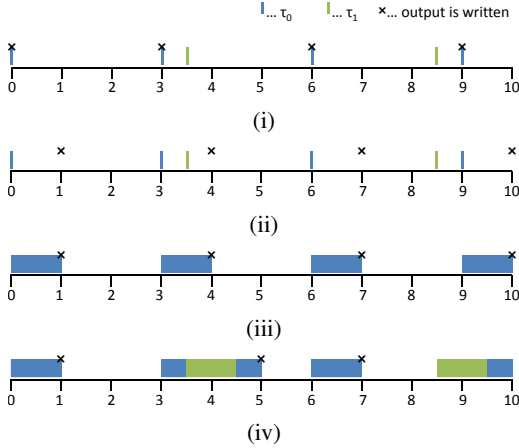 ... τ0 ... τ1 ×... output is written
0 1 2 3 4 5 6 7 8 9 10
(i)
0 1 2 3 4 5 6 7 8 9 10
(ii)
0 1 2 3 4 5 6 7 8 9 10
(iii)
0 1 2 3 4 5 6 7 8 9 10
(iv)